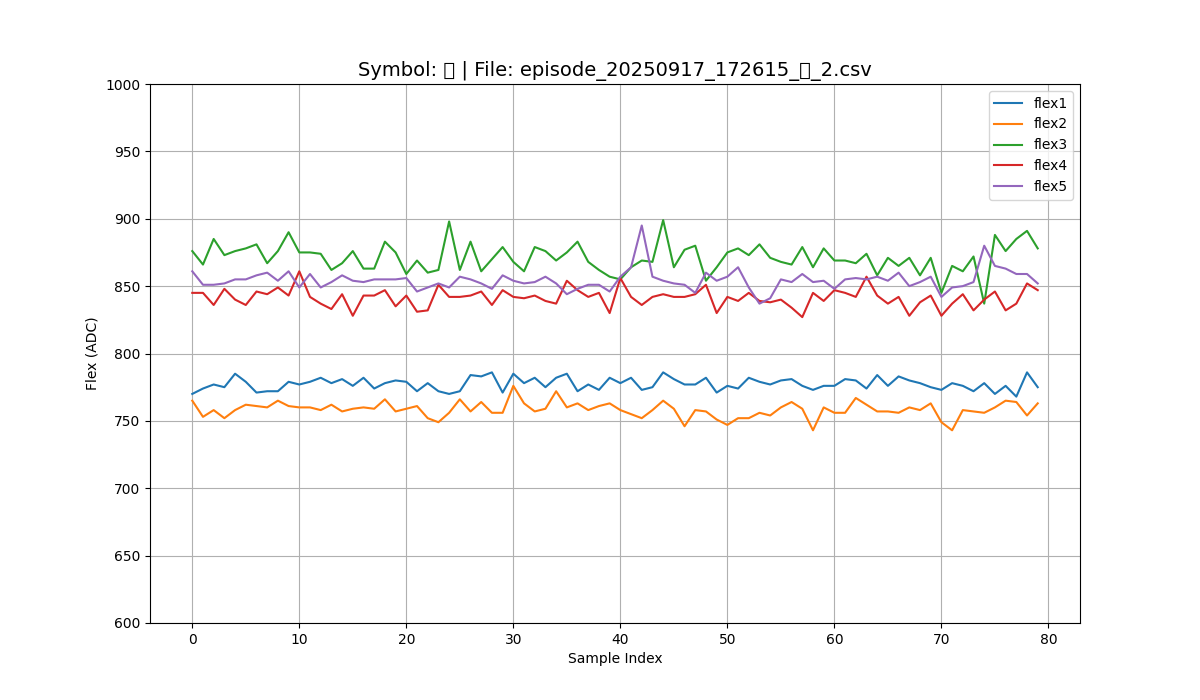 Symbol: | File: episode_20250917_172615_ _2.csv
1000
950
900
850
800
750
700
650
600
Flex (ADC)
0 10 20 30 40 50 60 70 80
Sample Index
flex1
flex2
flex3
flex4
flex5